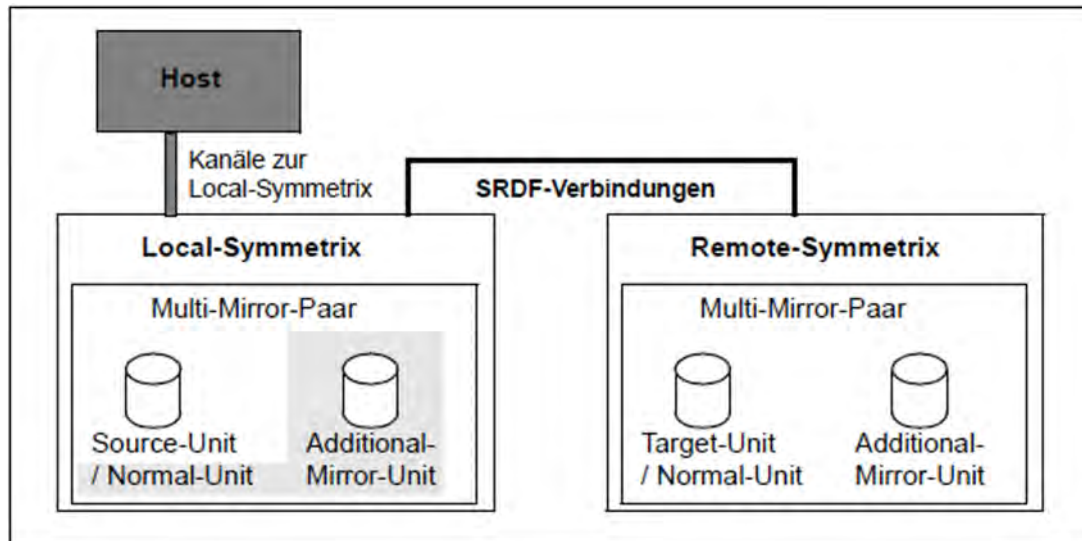 Host
Kanäle zur
Local-Symmetrix
SRDF-Verbindungen
Local-Symmetrix
Multi-Mirror-Paar
Source-Unit
/ Normal-Unit
Additional-
Mirror-Unit
Remote-Symmetrix
Multi-Mirror-Paar
Target-Unit
/ Normal-Unit
Additional-
Mirror-Unit